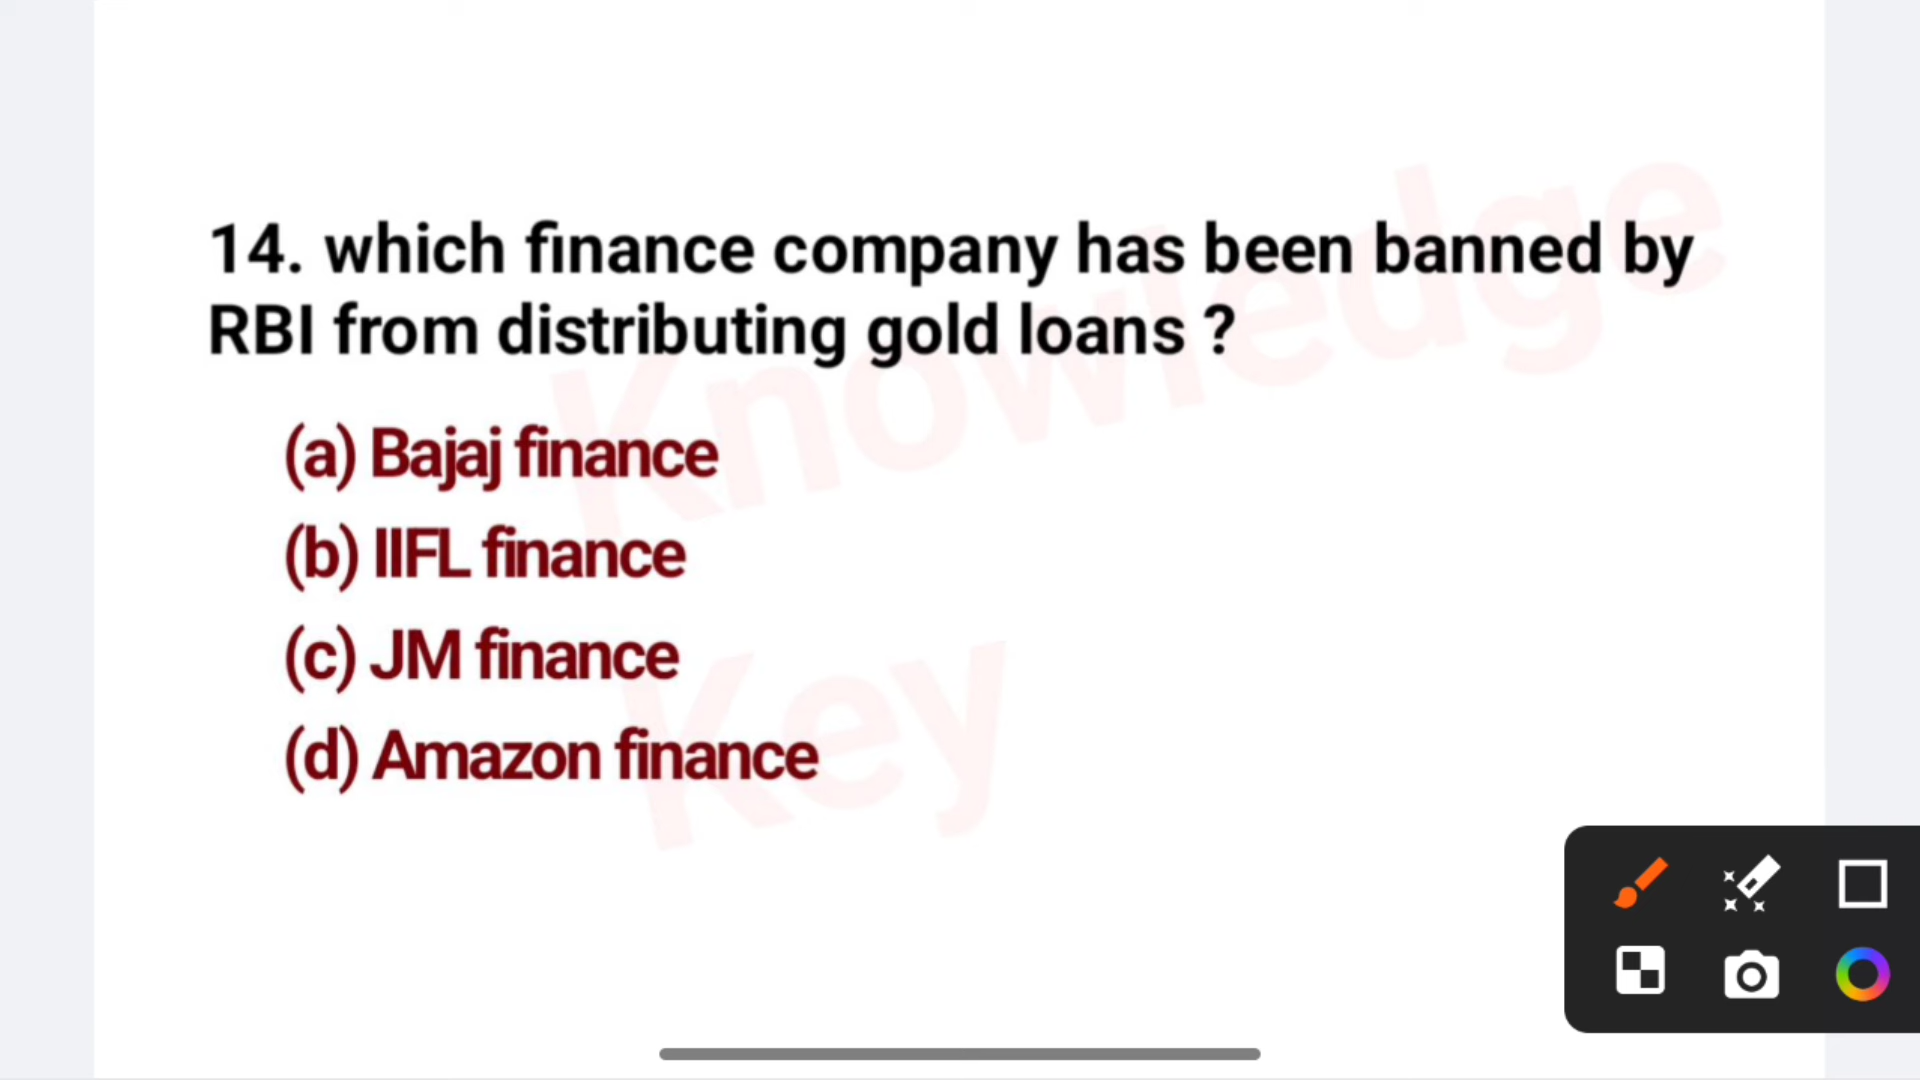 14. which finance company has been banned by
RBI from distributing gold loans ?
(a) Bajaj finance
(b) IIFL finance
(c) JM finance
(d) Amazon finance
Knowledge
Key